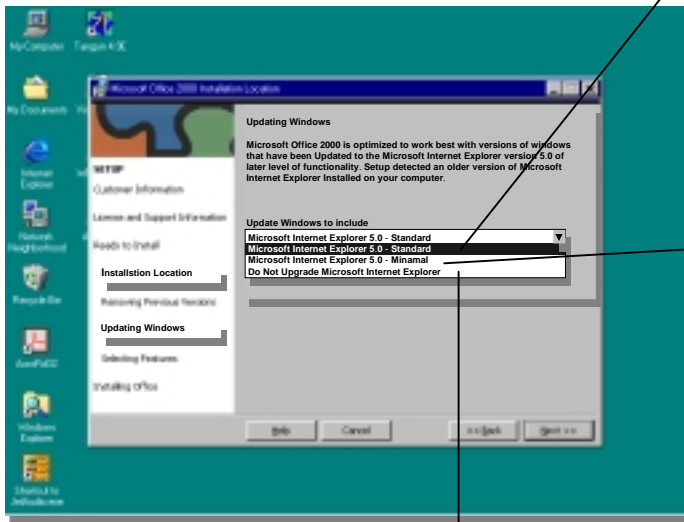 My Computer
Tangun 4.9E
My Documents
Microsoft Office 2000 Installation Location
Updating Windows
Microsoft Office 2000 is optimized to work best with versions of windows
that have been Updated to the Microsoft Internet Explorer version 5.0 of
later level of functionality. Setup detected an older version of Microsoft
Internet Explorer Installed on your computer.
Internet
Explorer
SETUP
Customer Information
License and Support Information
Network
Neighborhood
Ready to Install
Update Windows to include
Microsoft Internet Explorer 5.0 - Standard
Microsoft Internet Explorer 5.0 - Standard
Microsoft Internet Explorer 5.0 - Minamal
Do Not Upgrade Microsoft Internet Explorer
Installstion Location
Recycle Bin
Removing Previous Versions
Updating Windows
Selecting Features
Installing Office
Windows
Explorer
Help
Cancel
<< Back
Next >>
Shortcut to